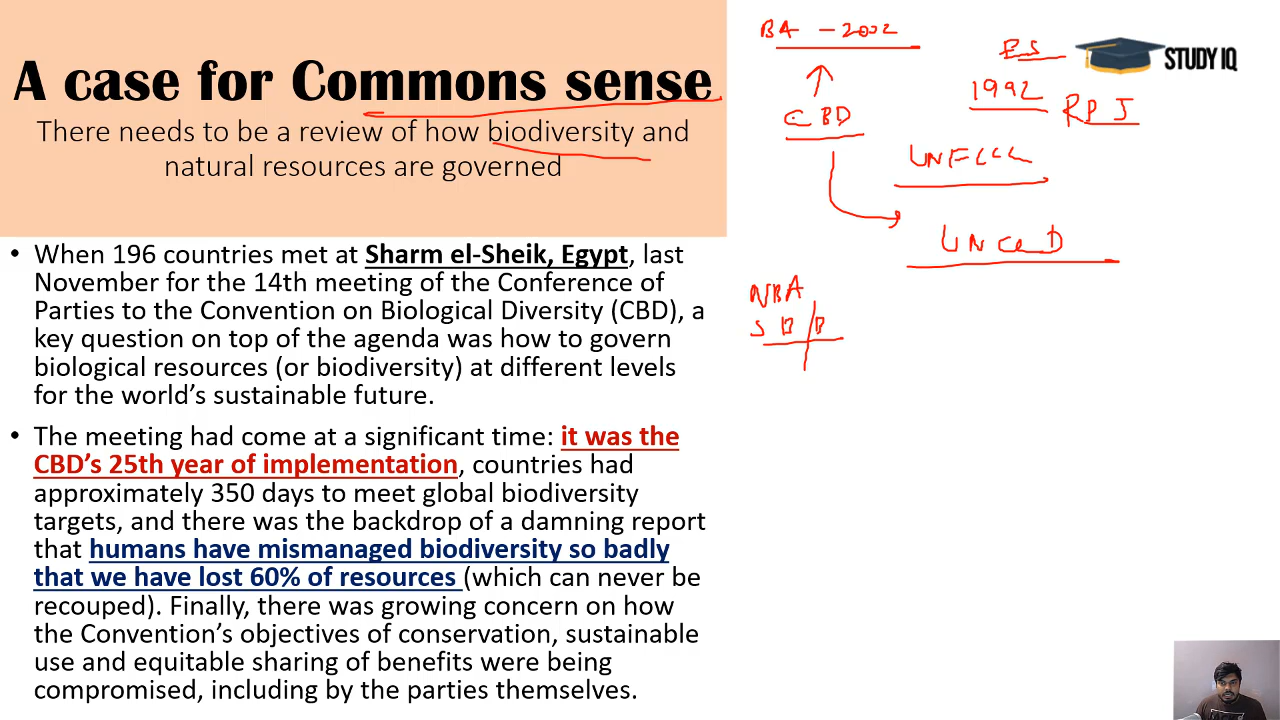 A case for Commons sense
There needs to be a review of how biodiversity and
natural resources are governed
• When 196 countries met at Sharm el-Sheik, Egypt, last
November for the 14th meeting of the Conference of
Parties to the Convention on Biological Diversity (CBD), a
key question on top of the agenda was how to govern
biological resources (or biodiversity) at different levels
for the world’s sustainable future.
• The meeting had come at a significant time: it was the
CBD’s 25th year of implementation, countries had
approximately 350 days to meet global biodiversity
targets, and there was the backdrop of a damning report
that humans have mismanaged biodiversity so badly
that we have lost 60% of resources (which can never be
recouped). Finally, there was growing concern on how
the Convention’s objectives of conservation, sustainable
use and equitable sharing of benefits were being
compromised, including by the parties themselves.
BA - 2002
ES
STUDY IQ
1992
CBD
UNFCCC
NBA
SBB